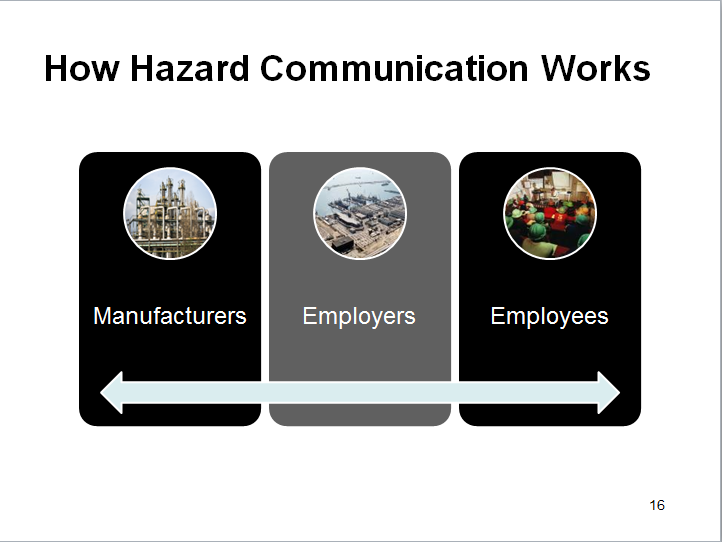 How Hazard Communication Works
Manufacturers
Employers
Employees
16